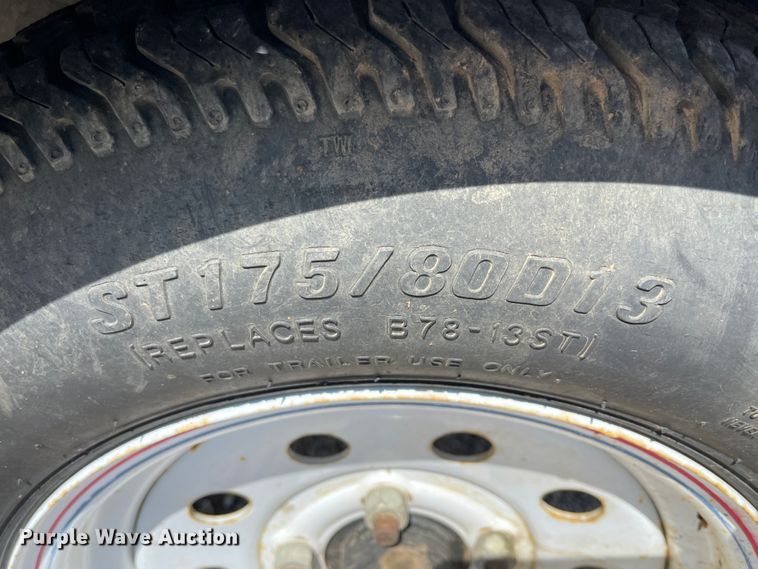 TW
ST175/80D13
(REPLACES B78-13ST)
FOR TRAILER USE ONLY
Purple Wave Auction